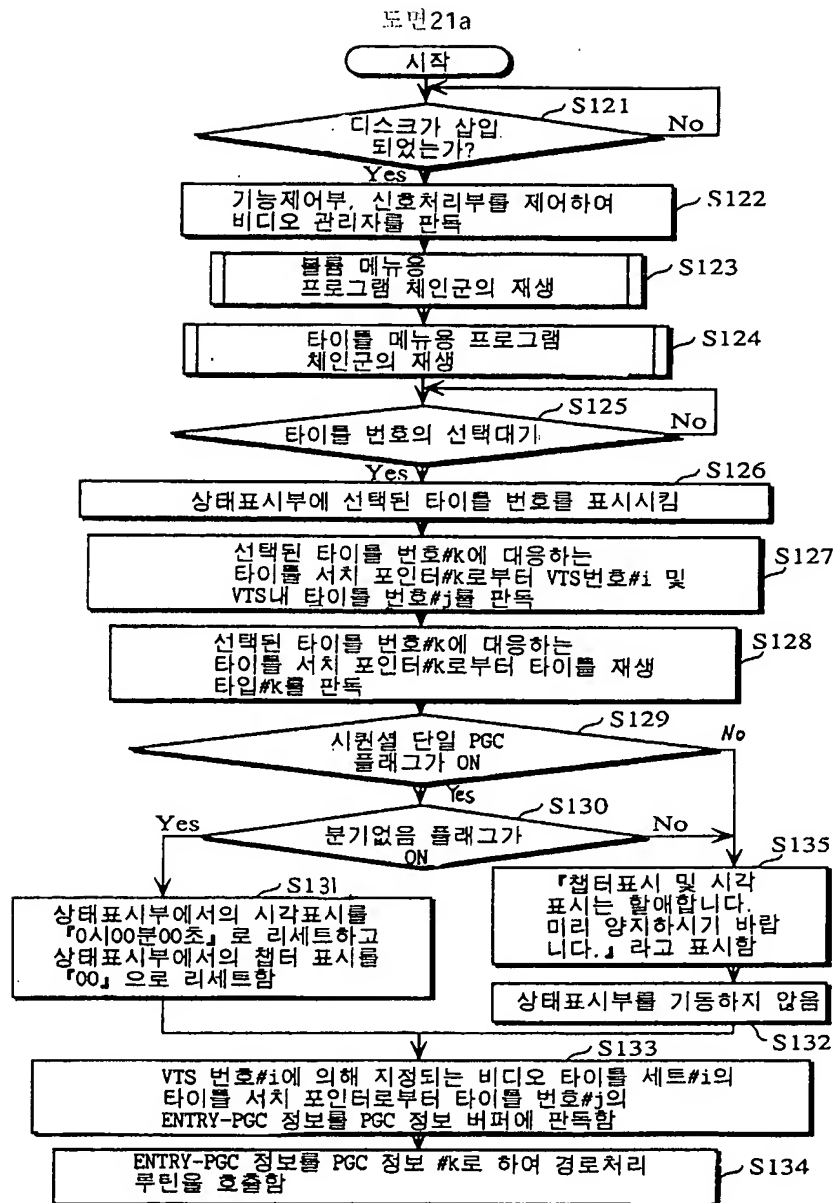 도면21a
시작
S121
디스크가 삽입
되었는가?
No
Yes
기능제어부, 신호처리부를 제어하여
비디오 관리자를 판독
S122
볼륨 메뉴용
프로그램 체인군의 재생
S123
타이틀 메뉴용 프로그램
체인군의 재생
S124
S125
타이틀 번호의 선택대기
No
Yes
S126
상태표시부에 선택된 타이틀 번호를 표시시킴
선택된 타이틀 번호#k에 대응하는
타이틀 서치 포인터#k로부터 VTS번호#i 및
VTS내 타이틀 번호#j를 판독
S127
선택된 타이틀 번호#k에 대응하는
타이틀 서치 포인터#k로부터 타이틀 재생
타입#k를 판독
S128
S129
시퀀셜 단일 PGC
플래그가 ON
No
Yes
S130
Yes
분기없음 플래그가
ON
No
S131
상태표시부에서의 시각표시를
『0시00분00초』로 리세트하고
상태표시부에서의 챕터 표시를
『00』으로 리세트함
S135
『챕터표시 및 시각
표시는 할애합니다.
미리 양지하시기 바랍
니다.』라고 표시함
상태표시부를 기동하지 않음
S132
S133
VTS 번호#i에 의해 지정되는 비디오 타이틀 세트#i의
타이틀 서치 포인터로부터 타이틀 번호#j의
ENTRY-PGC 정보를 PGC 정보 버퍼에 판독함
ENTRY-PGC 정보를 PGC 정보 #k로 하여 경로처리
루틴을 호출함
S134